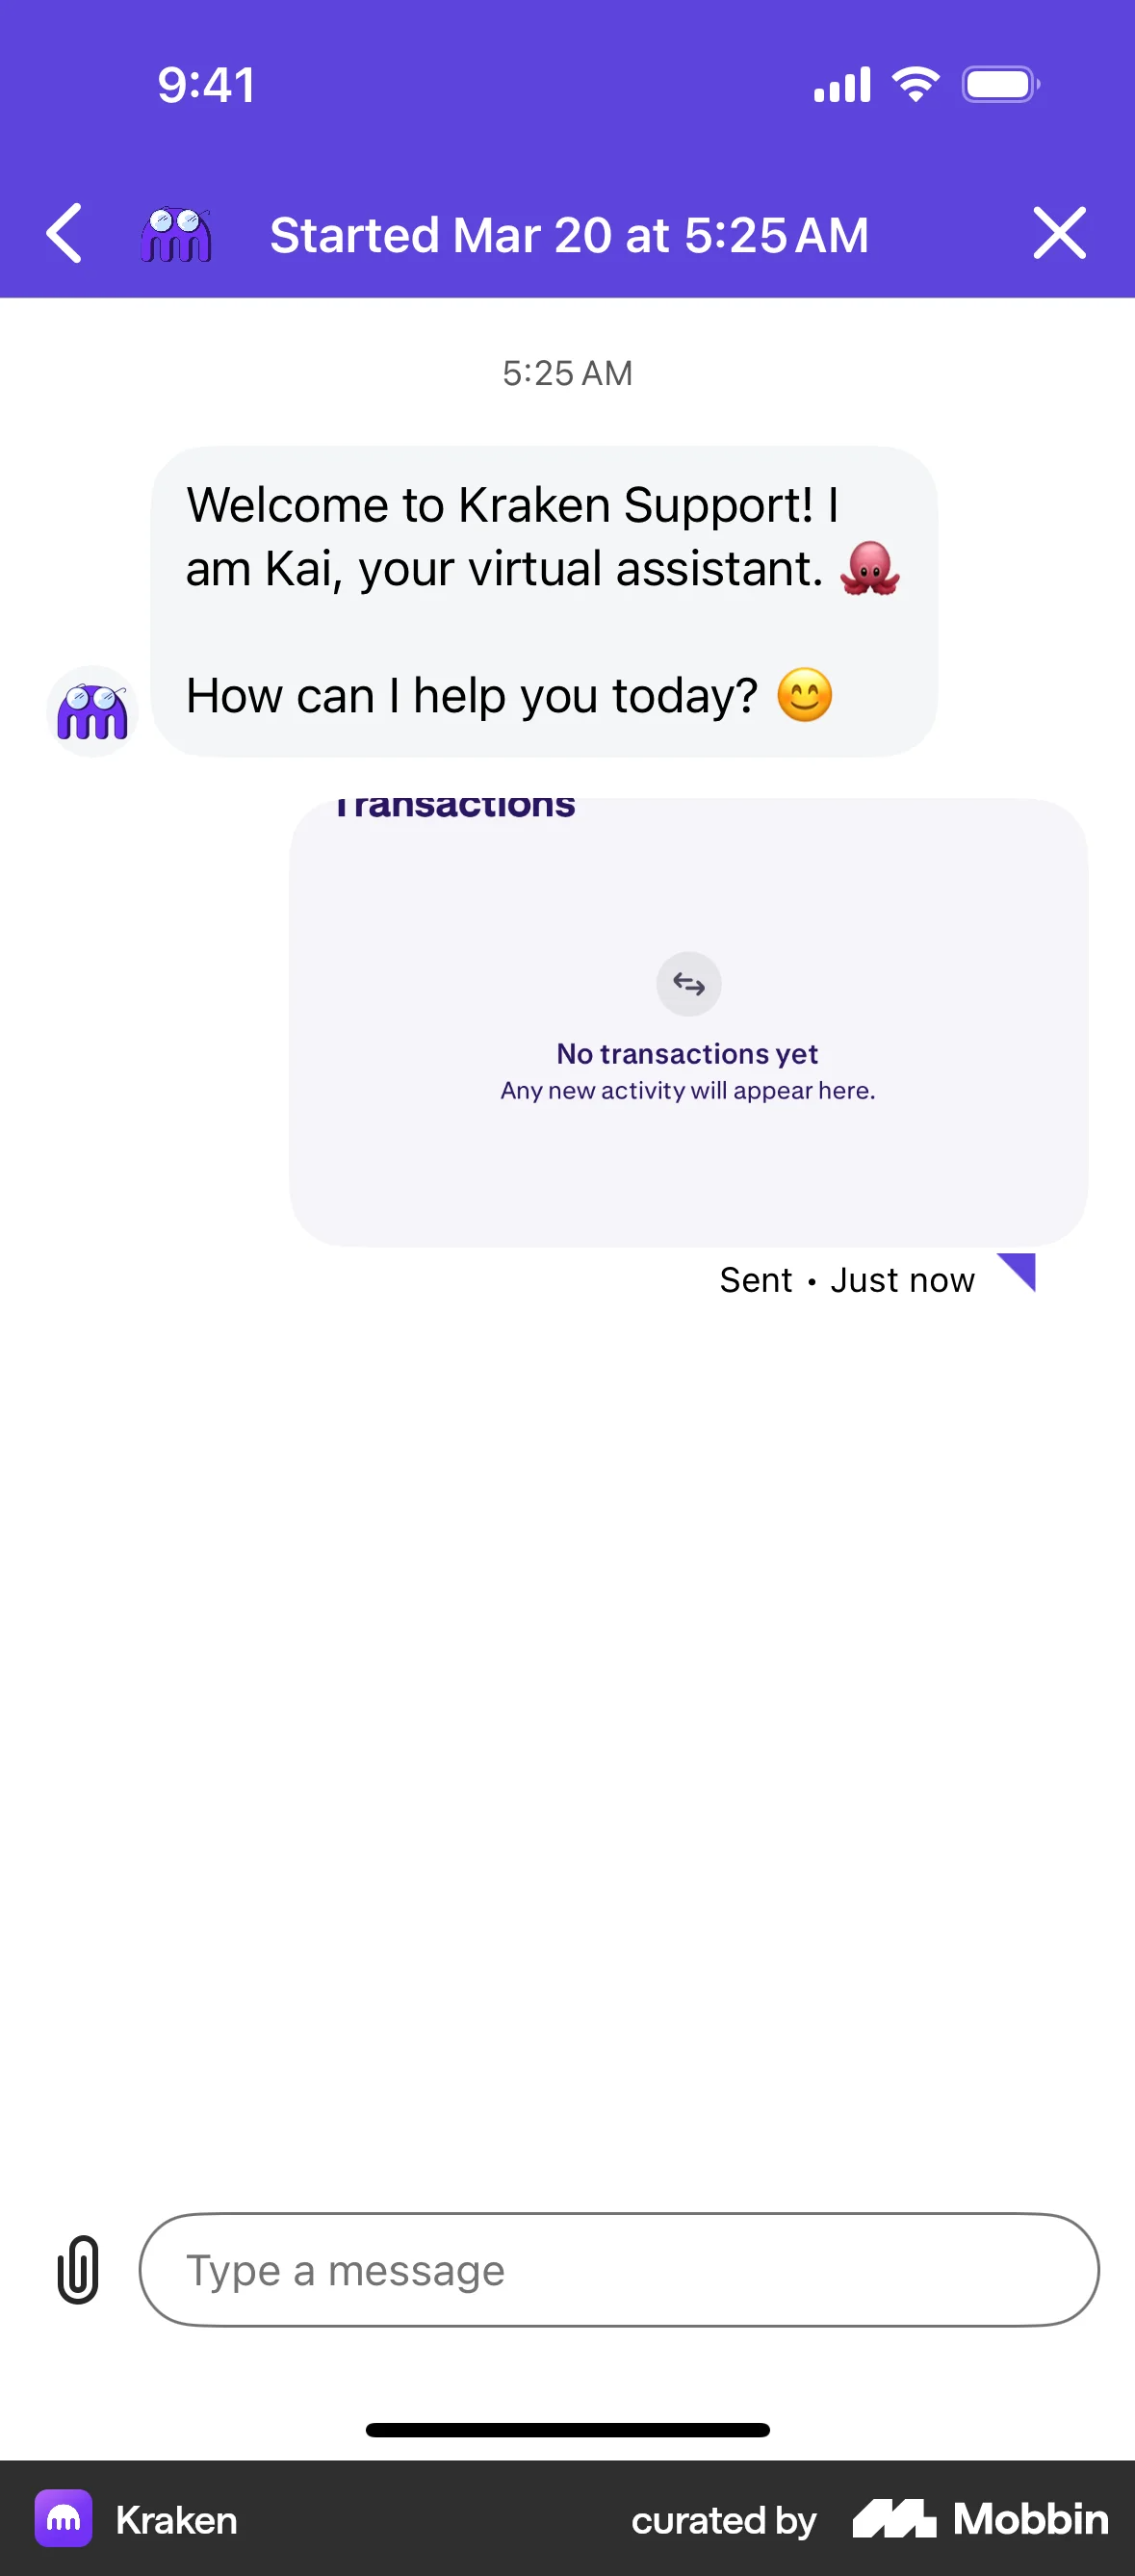 9:41
Started Mar 20 at 5:25 AM
5:25 AM
Welcome to Kraken Support! I
am Kai, your virtual assistant. 🐙
How can I help you today? 😊
Transactions
No transactions yet
Any new activity will appear here.
Sent • Just now
Type a message
Kraken
curated by Mobbin